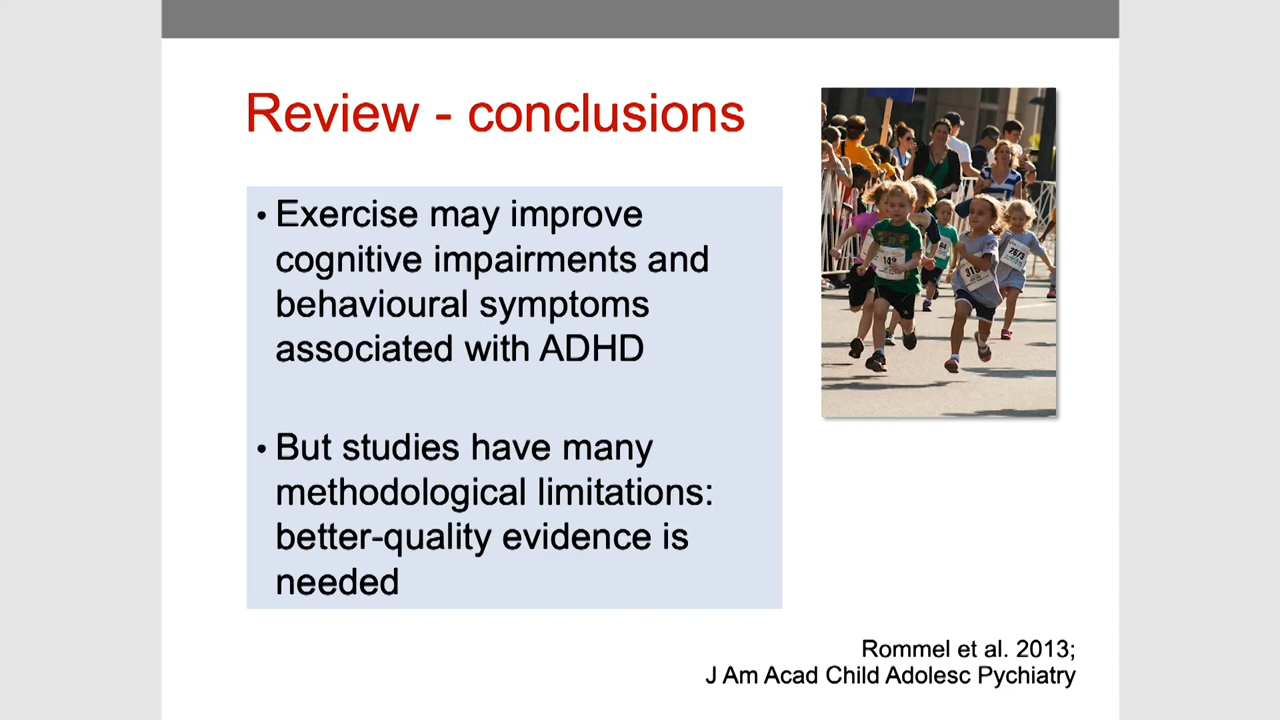 Review - conclusions
• Exercise may improve
cognitive impairments and
behavioural symptoms
associated with ADHD
• But studies have many
methodological limitations:
better-quality evidence is
needed
149
Rommel et al. 2013;
J Am Acad Child Adolesc Pychiatry